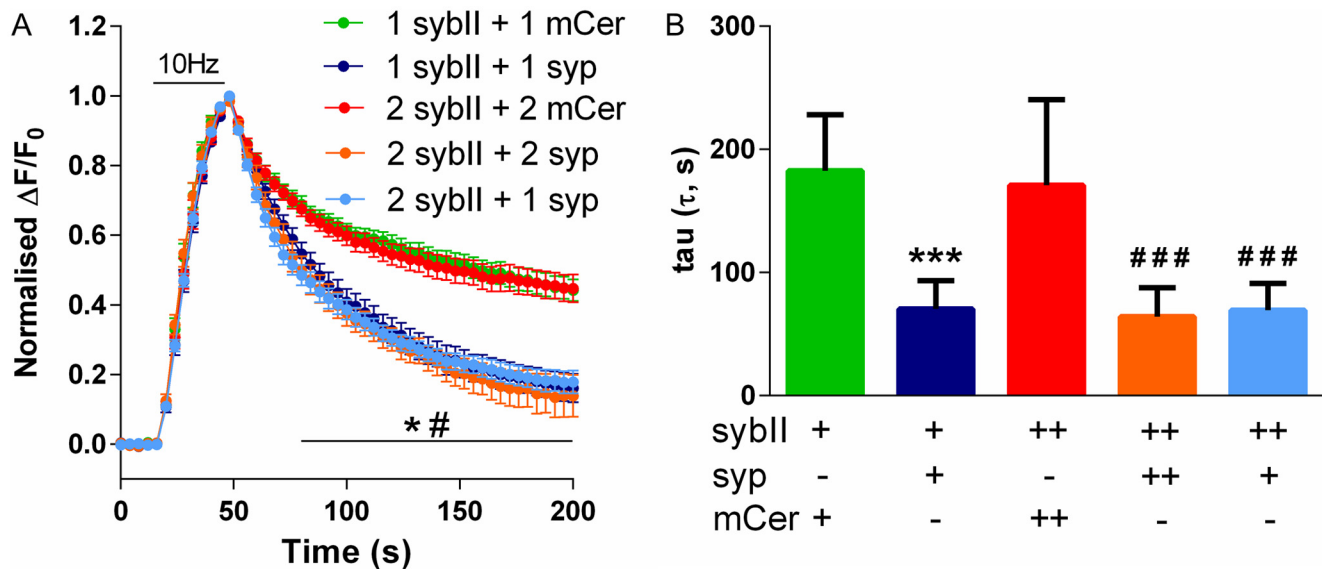 A
1.2
1.0
0.8
0.6
0.4
0.2
0.0
Normalised ΔF/F0
10Hz
1 sybII + 1 mCer
1 sybII + 1 syp
2 sybII + 2 mCer
2 sybII + 2 syp
2 sybII + 1 syp
* #
0 50 100 150 200
Time (s)
B
300
200
100
0
tau (τ, s)
*** ### ###
sybII + + ++ ++ ++
syp - + - ++ +
mCer + - ++ - -